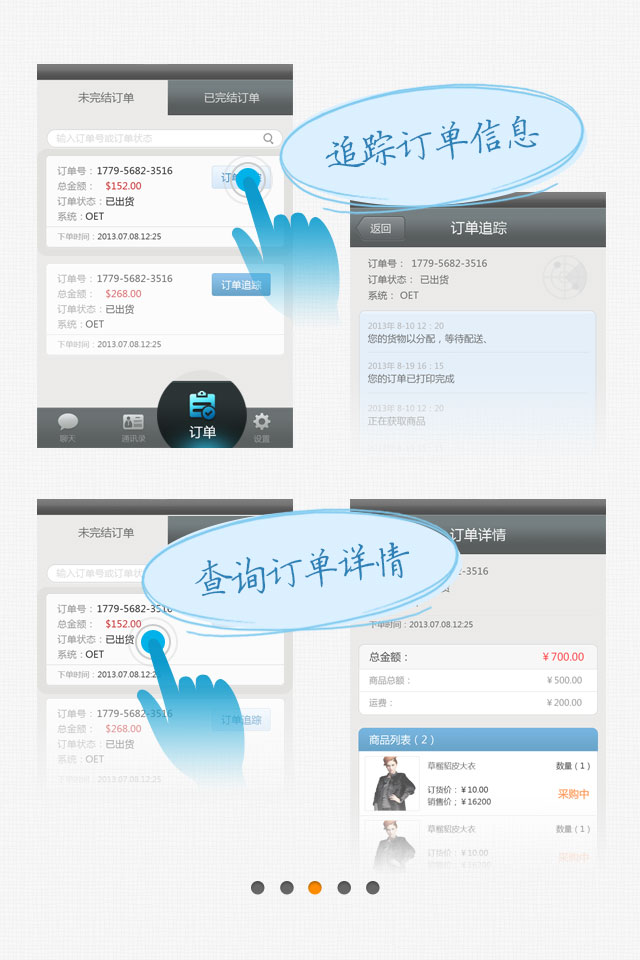 未完结订单
已完结订单
输入订单号或订单状态
订单号：1779-5682-3516
总金额： $152.00
订单状态：已出货
系统：OET
下单时间：2013.07.08.12:25
订单号：1779-5682-3516
总金额： $268.00
订单状态：已出货
系统：OET
订单追踪
下单时间：2013.07.08.12:25
聊天
通讯录
订单
设置
追踪订单信息
返回
订单追踪
订单号： 1779-5682-3516
订单状态： 已出货
系统： OET
2013年 8-10 12：20
您的货物以分配，等待配送、
2013年 8-19 16：15
您的订单已打印完成
2013年 8-10 12：20
正在获取商品
未完结订单
输入订单号或订单状
订单号：1779-5682-3516
总金额： $152.00
订单状态：已出货
系统：OET
下单时间：2013.07.08.12:25
订单号：1779-5682-3516
总金额： $268.00
订单状态：已出货
系统：OET
订单追踪
下单时间：2013.07.08.12:25
查询订单详情
订单详情
82-3516
下单时间：2013.07.08.12:25
总金额：
￥700.00
商品总额：
￥500.00
运费：
￥200.00
商品列表（2）
草榴貂皮大衣
数量（1）
订货价：￥10.00
销售价；￥16200
采购中
草榴貂皮大衣
数量（1）
订货价：￥10.00
销售价；￥16200
采购中